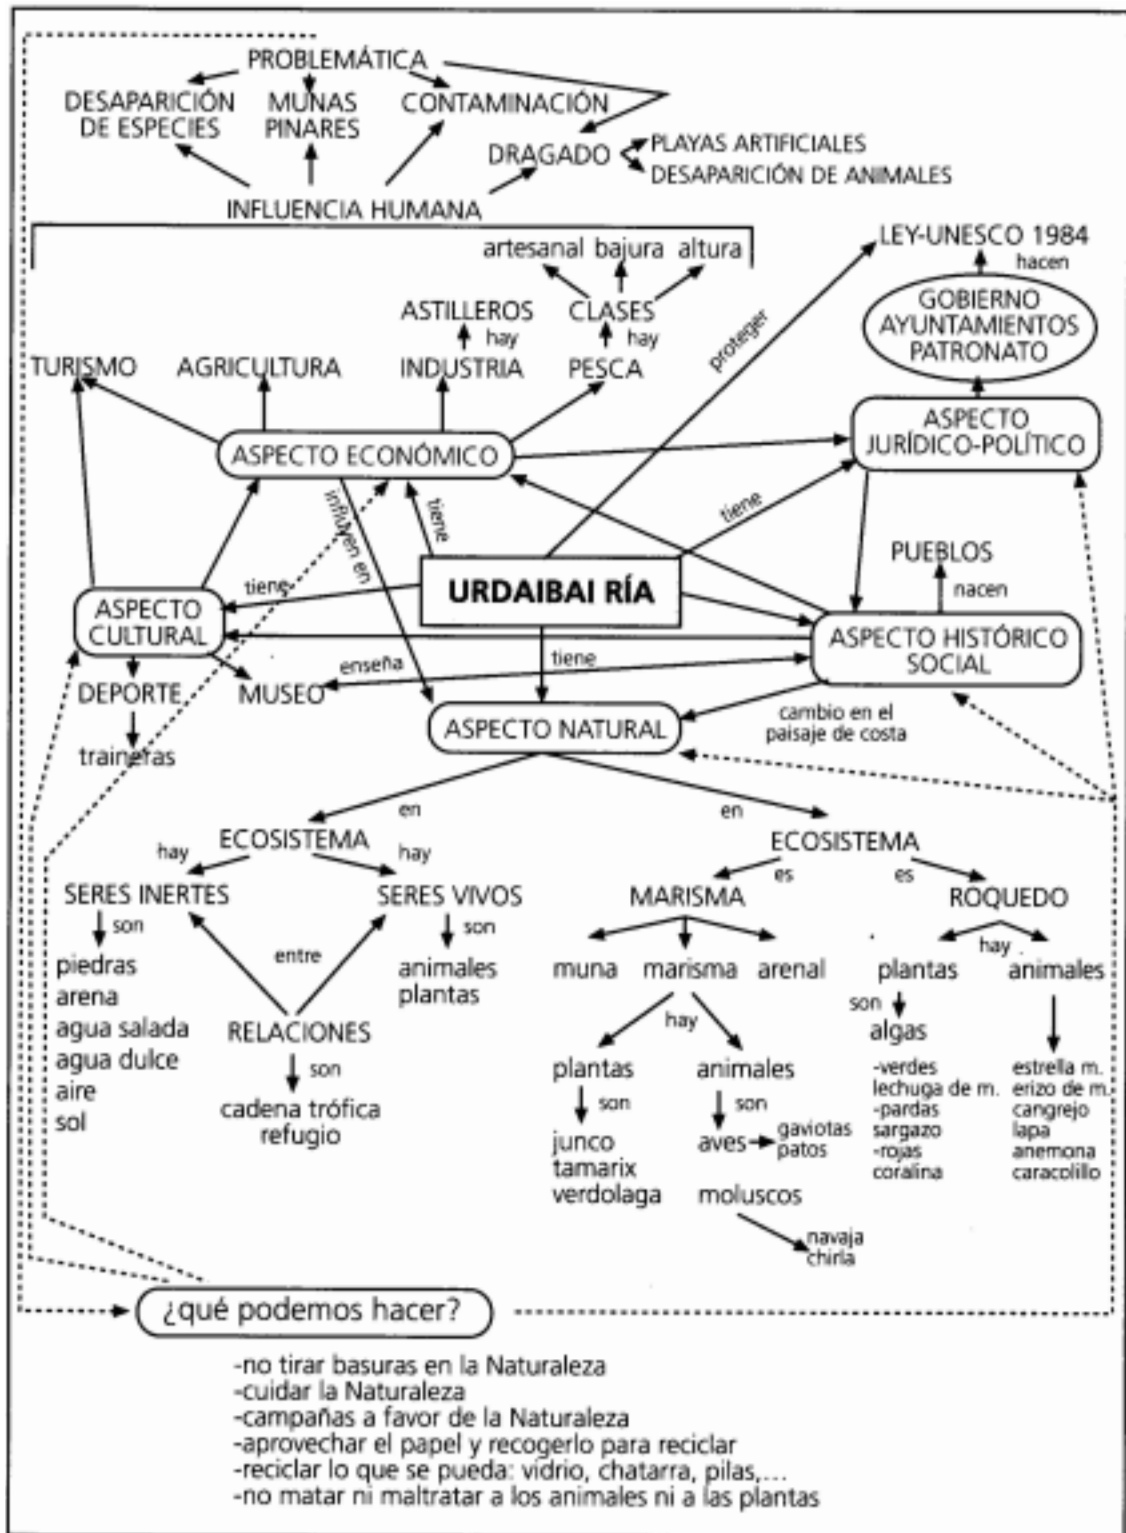 PROBLEMÁTICA
DESAPARICIÓN
DE ESPECIES
MUNAS
PINARES
CONTAMINACIÓN
DRAGADO
PLAYAS ARTIFICIALES
DESAPARICIÓN DE ANIMALES
INFLUENCIA HUMANA
artesanal bajura altura
LEY-UNESCO 1984
hacen
GOBIERNO
AYUNTAMIENTOS
PATRONATO
ASTILLEROS
CLASES
hay
hay
proteger
TURISMO
AGRICULTURA
INDUSTRIA
PESCA
ASPECTO ECONÓMICO
ASPECTO
JURÍDICO-POLÍTICO
influyen en
tiene
tiene
PUEBLOS
nacen
URDAIBAI RÍA
tiene
ASPECTO
CULTURAL
ASPECTO HISTÓRICO
SOCIAL
enseña
tiene
DEPORTE
MUSEO
traineras
ASPECTO NATURAL
cambio en el
paisaje de costa
en
en
ECOSISTEMA
ECOSISTEMA
hay
hay
es
es
SERES INERTES
SERES VIVOS
MARISMA
ROQUEDO
son
son
hay
entre
piedras
arena
agua salada
agua dulce
aire
sol
animales
plantas
RELACIONES
son
cadena trófica
refugio
muna
marisma
arenal
hay
plantas
animales
son
son
junco
tamarix
verdolaga
aves
gaviotas
patos
moluscos
navaja
chirla
plantas
animales
son
algas
-verdes
lechuga de m.
-pardas
sargazo
-rojas
coralina
estrella m.
erizo de m.
cangrejo
lapa
anemona
caracolillo
¿qué podemos hacer?
-no tirar basuras en la Naturaleza
-cuidar la Naturaleza
-campañas a favor de la Naturaleza
-aprovechar el papel y recogerlo para reciclar
-reciclar lo que se pueda: vidrio, chatarra, pilas,...
-no matar ni maltratar a los animales ni a las plantas